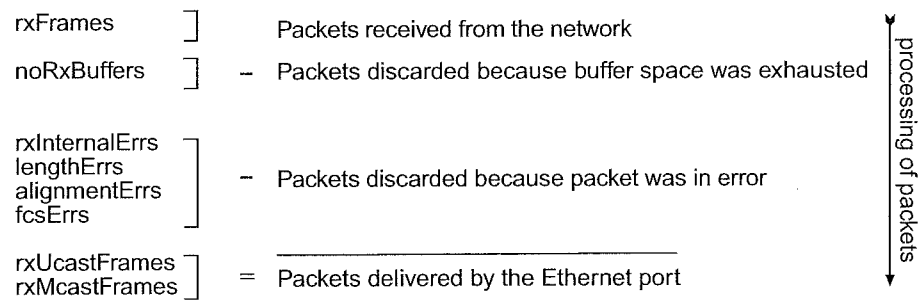 rxFrames ] Packets received from the network
noRxBuffers ] – Packets discarded because buffer space was exhausted
rxInternalErrs
lengthErrs
alignmentErrs
fcsErrs
– Packets discarded because packet was in error
rxUcastFrames
rxMcastFrames
= Packets delivered by the Ethernet port
processing of packets